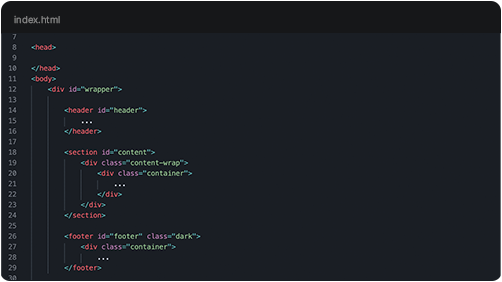 index.html
7
8 <head>
9
10 </head>
11 <body>
12 <div id="wrapper">
13
14 <header id="header">
15 ...
16 </header>
17
18 <section id="content">
19 <div class="content-wrap">
20 <div class="container">
21 ...
22 </div>
23 </div>
24 </section>
25
26 <footer id="footer" class="dark">
27 <div class="container">
28 ...
29 </footer>
30